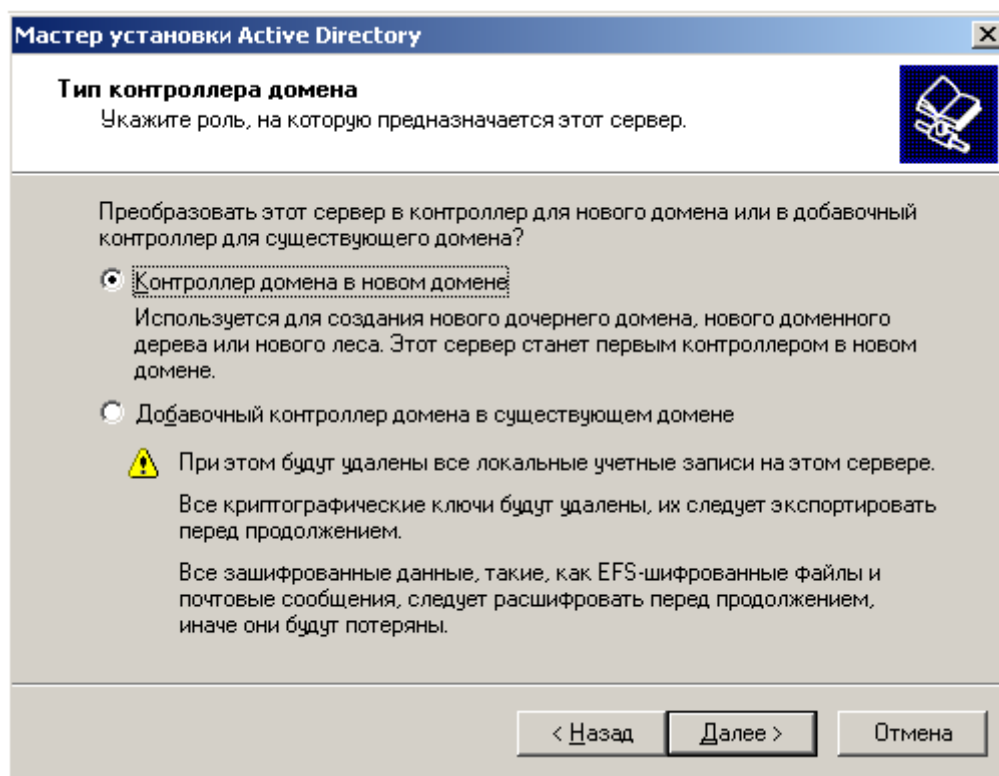 Мастер установки Active Directory
Тип контроллера домена
Укажите роль, на которую предназначается этот сервер.
Преобразовать этот сервер в контроллер для нового домена или в добавочный
контроллер для существующего домена?
Контроллер домена в новом домене
Используется для создания нового дочернего домена, нового доменного
дерева или нового леса. Этот сервер станет первым контроллером в новом
домене.
Добавочный контроллер домена в существующем домене
При этом будут удалены все локальные учетные записи на этом сервере.
Все криптографические ключи будут удалены, их следует экспортировать
перед продолжением.
Все зашифрованные данные, такие, как EFS-шифрованные файлы и
почтовые сообщения, следует расшифровать перед продолжением,
иначе они будут потеряны.
< Назад Далее > Отмена